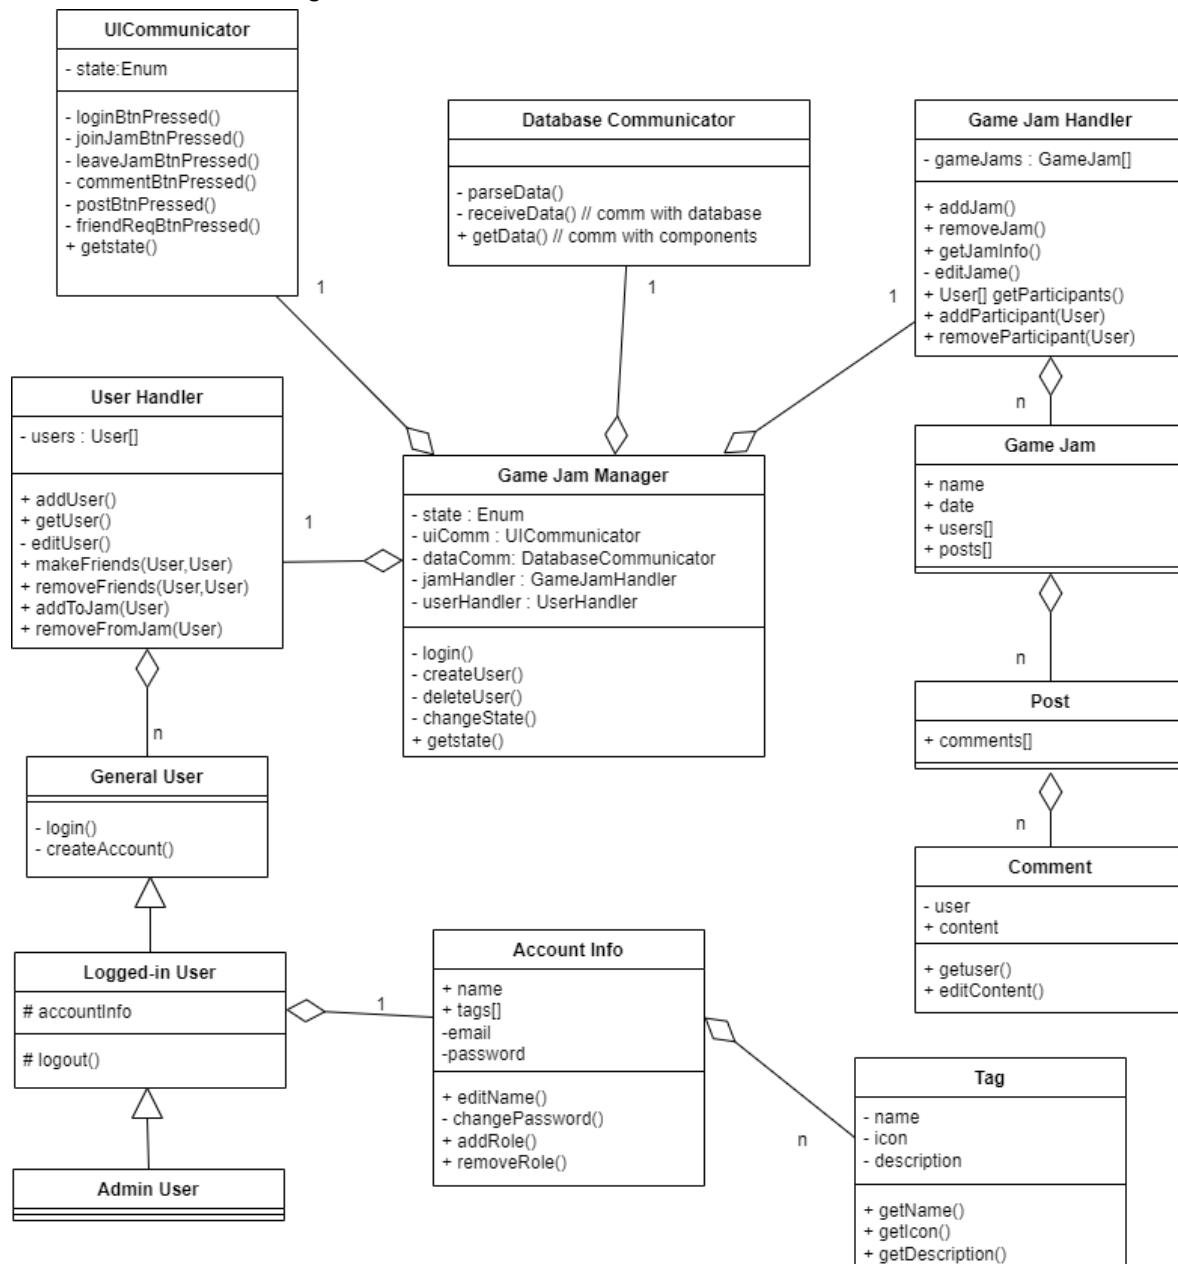 UICommunicator
- state:Enum
- loginBtnPressed()
- joinJamBtnPressed()
- leaveJamBtnPressed()
- commentBtnPressed()
- postBtnPressed()
- friendReqBtnPressed()
+ getstate()
1
Database Communicator
- parseData()
- receiveData() // comm with database
+ getData() // comm with components
1
Game Jam Handler
- gameJams : GameJam[]
+ addJam()
+ removeJam()
+ getJamInfo()
- editJame()
+ User[] getParticipants()
+ addParticipant(User)
+ removeParticipant(User)
1
n
User Handler
- users : User[]
+ addUser()
+ getUser()
- editUser()
+ makeFriends(User,User)
+ removeFriends(User,User)
+ addToJam(User)
+ removeFromJam(User)
1
n
Game Jam Manager
- state : Enum
- uiComm : UICommunicator
- dataComm: DatabaseCommunicator
- jamHandler : GameJamHandler
- userHandler : UserHandler
- login()
- createUser()
- deleteUser()
- changeState()
+ getstate()
Game Jam
+ name
+ date
+ users[]
+ posts[]
n
Post
+ comments[]
n
Comment
- user
+ content
+ getuser()
+ editContent()
General User
- login()
- createAccount()
Logged-in User
# accountInfo
# logout()
1
Admin User
Account Info
+ name
+ tags[]
-email
-password
+ editName()
- changePassword()
+ addRole()
+ removeRole()
n
Tag
- name
- icon
- description
+ getName()
+ getIcon()
+ getDescription()